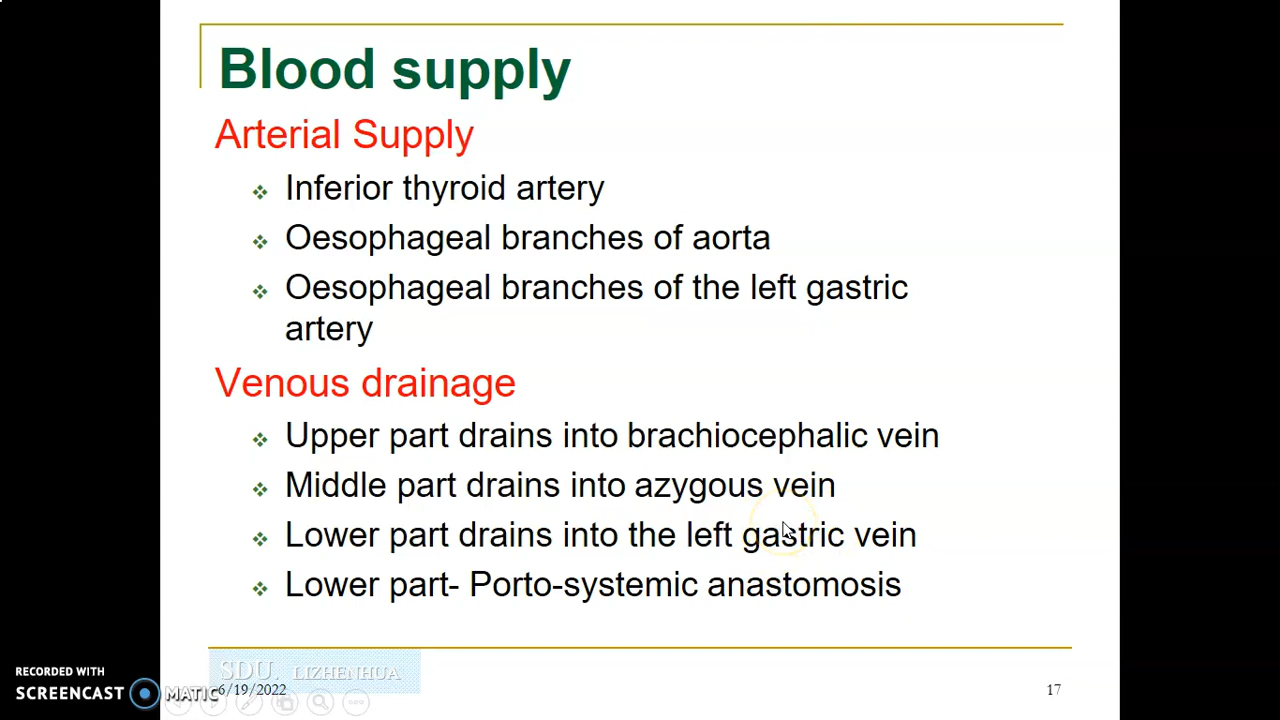 Blood supply
Arterial Supply
Inferior thyroid artery
Oesophageal branches of aorta
Oesophageal branches of the left gastric
artery
Venous drainage
Upper part drains into brachiocephalic vein
Middle part drains into azygous vein
Lower part drains into the left gastric vein
Lower part- Porto-systemic anastomosis
SDU. LIZHENHUA
6/19/2022
17
RECORDED WITH
SCREENCAST MATIC